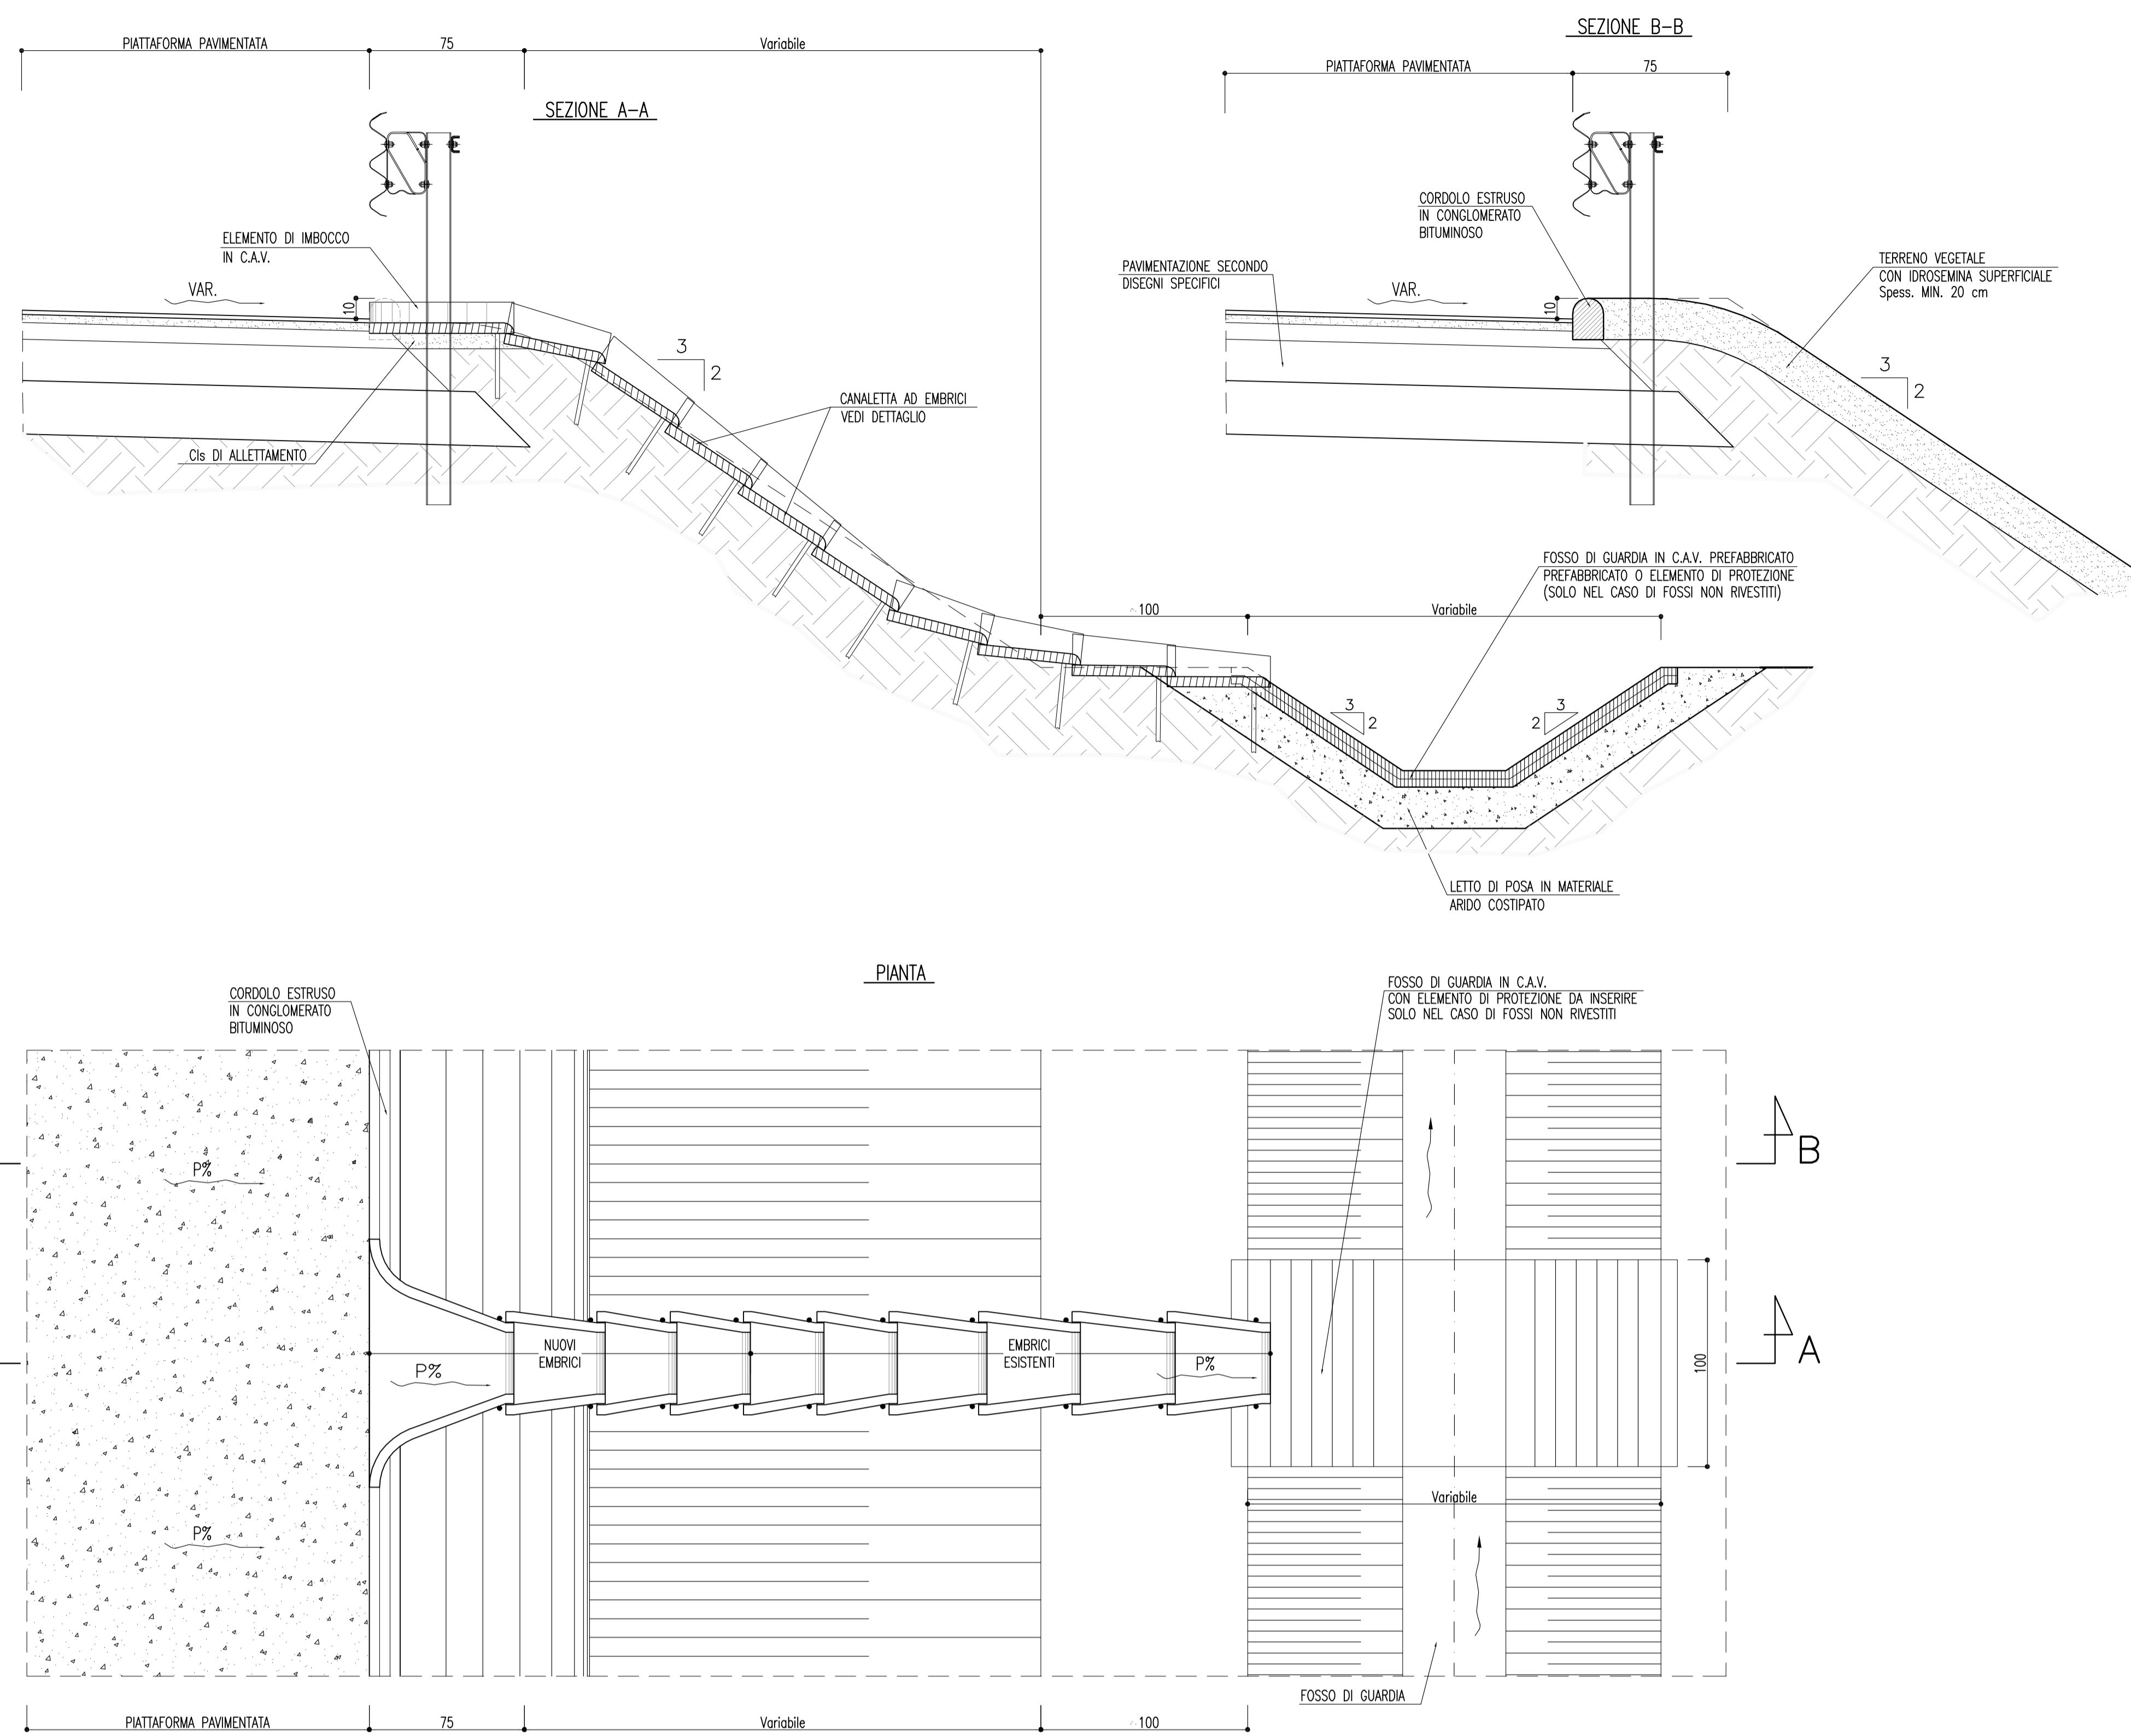 PIATTAFORMA PAVIMENTATA
75
Variabile
SEZIONE A-A
ELEMENTO DI IMBOCCO
IN C.A.V.
VAR.
10
3
2
CANALETTA AD EMBRICI
VEDI DETTAGLIO
Cls DI ALLETTAMENTO
SEZIONE B-B
PIATTAFORMA PAVIMENTATA
75
CORDOLO ESTRUSO
IN CONGLOMERATO
BITUMINOSO
PAVIMENTAZIONE SECONDO
DISEGNI SPECIFICI
VAR.
10
TERRENO VEGETALE
CON IDROSEMINA SUPERFICIALE
Spess. MIN. 20 cm
3
2
FOSSO DI GUARDIA IN C.A.V. PREFABBRICATO
PREFABBRICATO O ELEMENTO DI PROTEZIONE
(SOLO NEL CASO DI FOSSI NON RIVESTITI)
~100
Variabile
3
2
3
2
LETTO DI POSA IN MATERIALE
ARIDO COSTIPATO
PIANTA
CORDOLO ESTRUSO
IN CONGLOMERATO
BITUMINOSO
FOSSO DI GUARDIA IN C.A.V.
CON ELEMENTO DI PROTEZIONE DA INSERIRE
SOLO NEL CASO DI FOSSI NON RIVESTITI
P%
B
NUOVI
EMBRICI
EMBRICI
ESISTENTI
P%
P%
100
A
Variabile
P%
FOSSO DI GUARDIA
PIATTAFORMA PAVIMENTATA
75
Variabile
~100